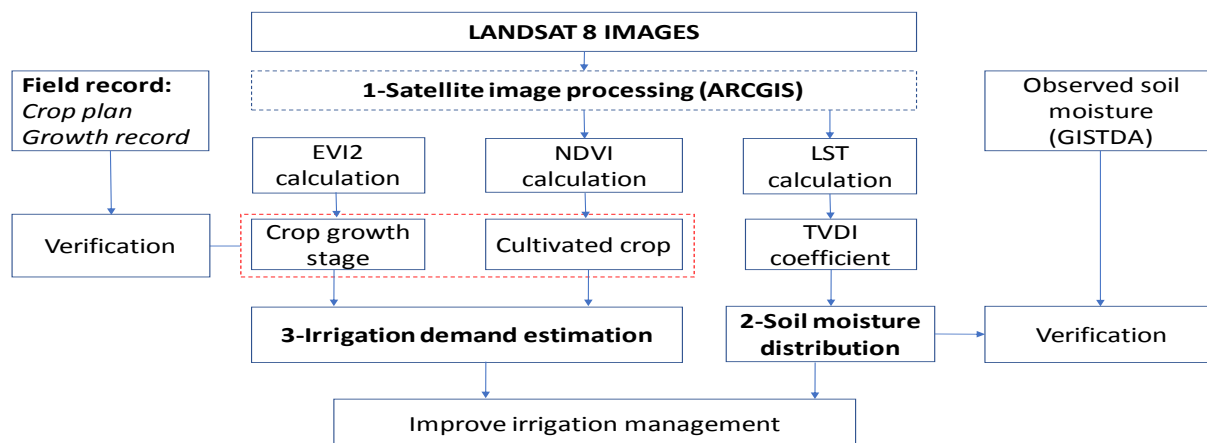 LANDSAT 8 IMAGES
1-Satellite image processing (ARCGIS)
Field record:
Crop plan
Growth record
Observed soil
moisture
(GISTDA)
EVI2
calculation
NDVI
calculation
LST
calculation
Verification
Crop growth
stage
Cultivated crop
TVDI
coefficient
3-Irrigation demand estimation
2-Soil moisture
distribution
Verification
Improve irrigation management